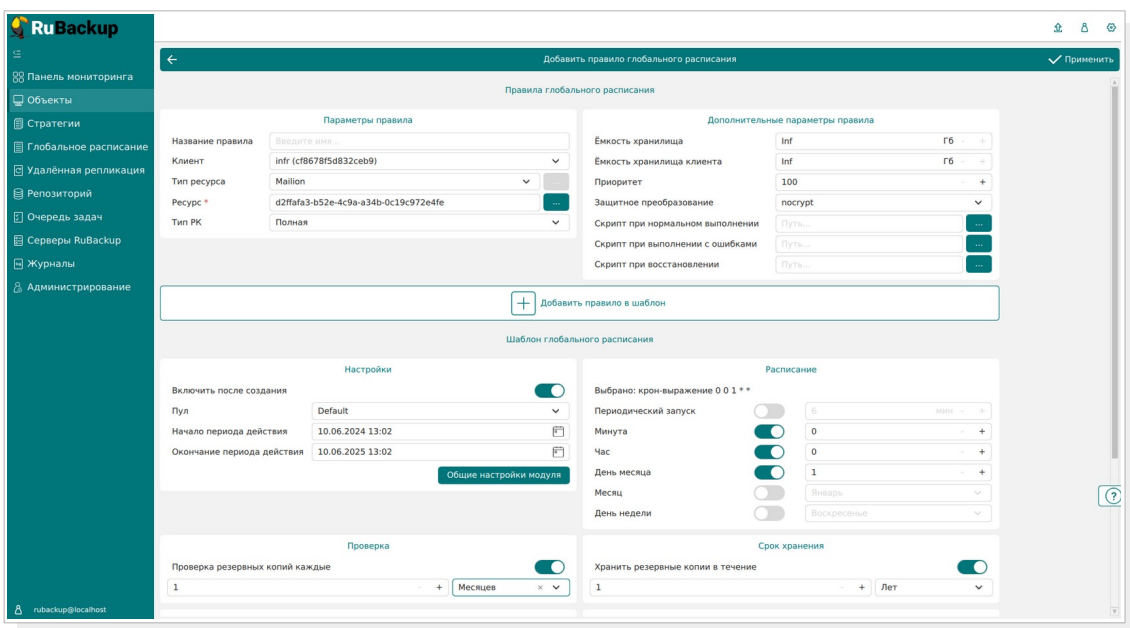 RuBackup
Панель мониторинга
Объекты
Стратегии
Глобальное расписание
Удалённая репликация
Репозиторий
Очередь задач
Серверы RuBackup
Журналы
Администрирование
rubackup@localhost
Добавить правило глобального расписания
Применить
Правила глобального расписания
Параметры правила
Название правила Введите имя ..
Клиент infr (cf8678f5d832ceb9)
Тип ресурса Mailion ...
Ресурс * d2ffafa3-b52e-4c9a-a34b-0c19c972e4fe ...
Тип РК Полная
Дополнительные параметры правила
Ёмкость хранилища Inf Гб - +
Ёмкость хранилища клиента Inf Гб - +
Приоритет 100 - +
Защитное преобразование nocrypt
Скрипт при нормальном выполнении Путь... ...
Скрипт при выполнении с ошибками Путь... ...
Скрипт при восстановлении Путь... ...
Добавить правило в шаблон
Шаблон глобального расписания
Настройки
Включить после создания
Пул Default
Начало периода действия 10.06.2024 13:02
Окончание периода действия 10.06.2025 13:02
Общие настройки модуля
Расписание
Выбрано: крон-выражение 0 0 1 * *
Периодический запуск 6 мин - +
Минута 0 - +
Час 0 - +
День месяца 1 - +
Месяц Январь
День недели Воскресенье
?
Проверка
Проверка резервных копий каждые
1 - + Месяцев ×
Срок хранения
Хранить резервные копии в течение
1 - + Лет